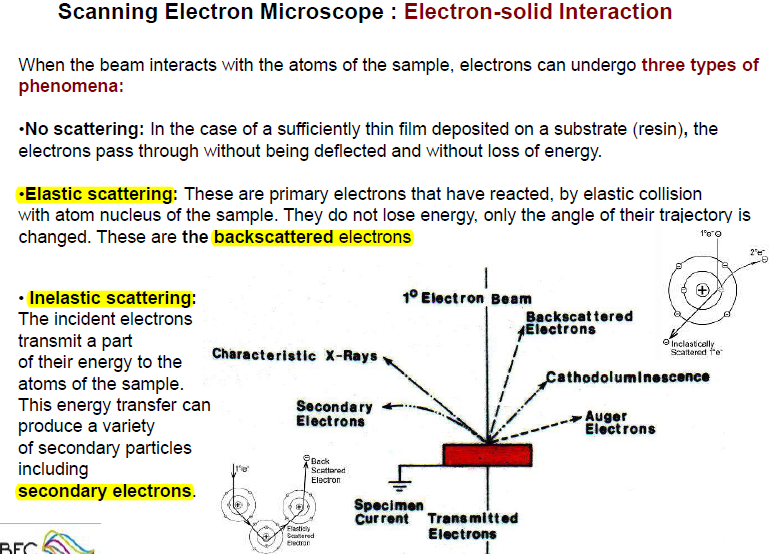 Scanning Electron Microscope : Electron-solid Interaction
When the beam interacts with the atoms of the sample, electrons can undergo three types of
phenomena:
•No scattering: In the case of a sufficiently thin film deposited on a substrate (resin), the
electrons pass through without being deflected and without loss of energy.
•Elastic scattering: These are primary electrons that have reacted, by elastic collision
with atom nucleus of the sample. They do not lose energy, only the angle of their trajectory is
changed. These are the backscattered electrons
• Inelastic scattering:
The incident electrons
transmit a part
of their energy to the
atoms of the sample.
This energy transfer can
produce a variety
of secondary particles
including
secondary electrons.
1°e⁻
2°e⁻
Inelastically
Scattered 1°e⁻
1° Electron Beam
Backscattered
Electrons
Characteristic X-Rays
Cathodoluminescence
Secondary
Electrons
Auger
Electrons
Specimen
Current
Transmitted
Electrons
1°e⁻
Back
Scattered
Electron
Elasticly
Scattered
Electron
BFC